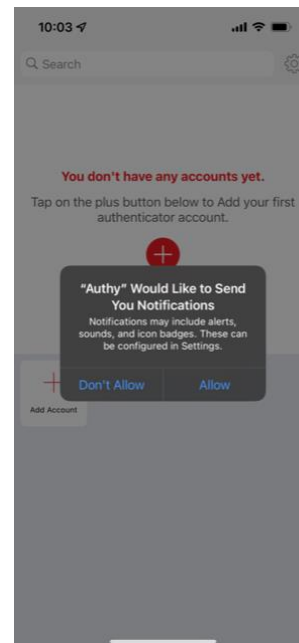 10:03
Search
You don't have any accounts yet.
Tap on the plus button below to Add your first
authenticator account.
"Authy" Would Like to Send
You Notifications
Notifications may include alerts,
sounds, and icon badges. These can
be configured in Settings.
Don't Allow
Allow
Add Account